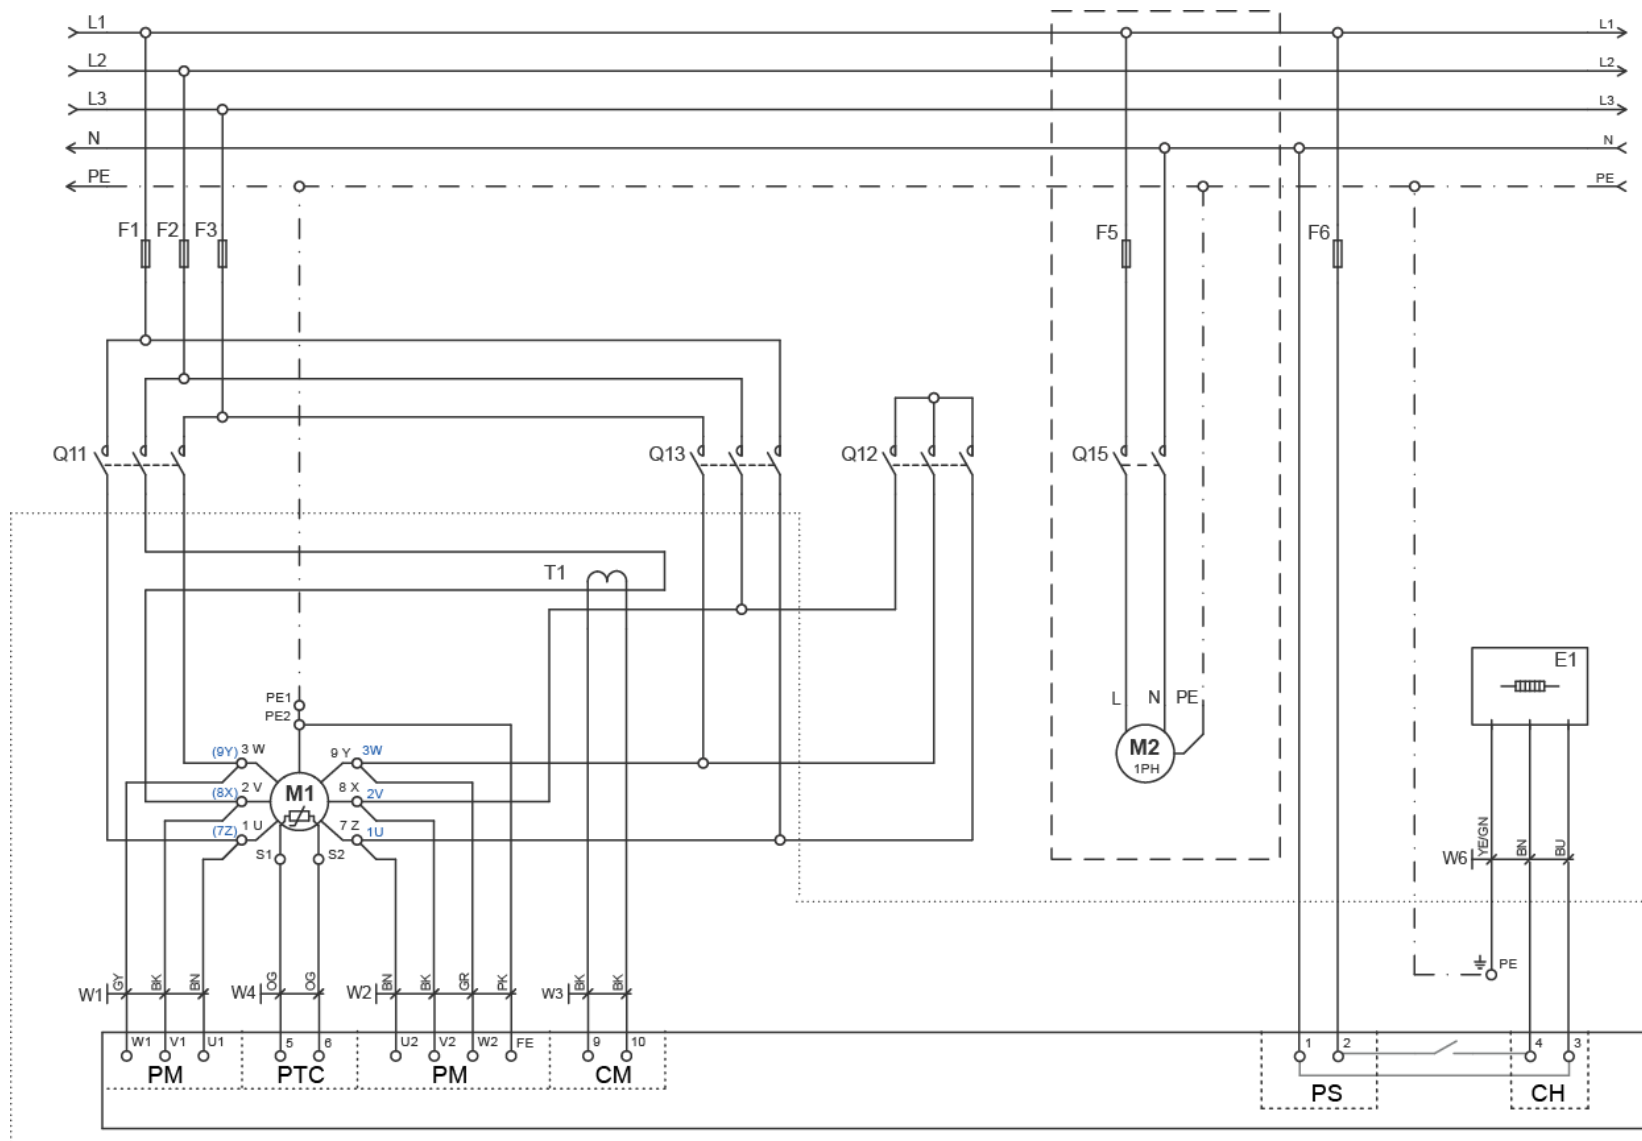 L1 L1
L2 L2
L3 L3
N N
PE PE
F1 F2 F3 F5 F6
Q11 Q13 Q12 Q15
T1
E1
PE1
L N PE
PE2
M2
1PH
(9Y) 3 W 9 Y 3W
(8X) 2 V M1 8 X 2V
(7Z) 1 U 7 Z 1U
S1 S2
YE/GN BN BU
W6
PE
GY BK BN OG OG BN BK GR PK BK BK
W1 W4 W2 W3
W1 V1 U1 5 6 U2 V2 W2 FE 9 10 1 2 4 3
PM PTC PM CM
PS CH